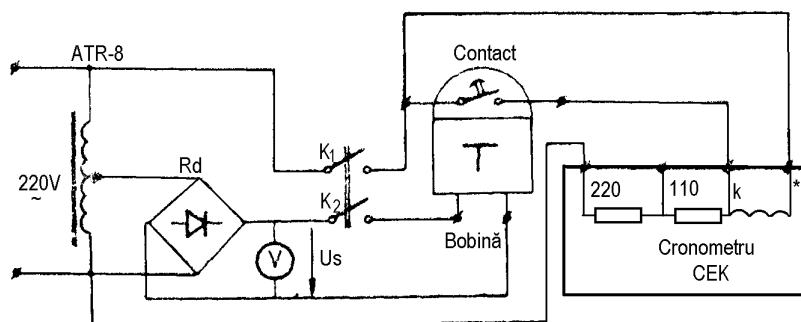 ATR-8
Contact
K1
220V
~
Rd
T
220
110
k
*
K2
V
Us
Bobină
Cronometru
CEK